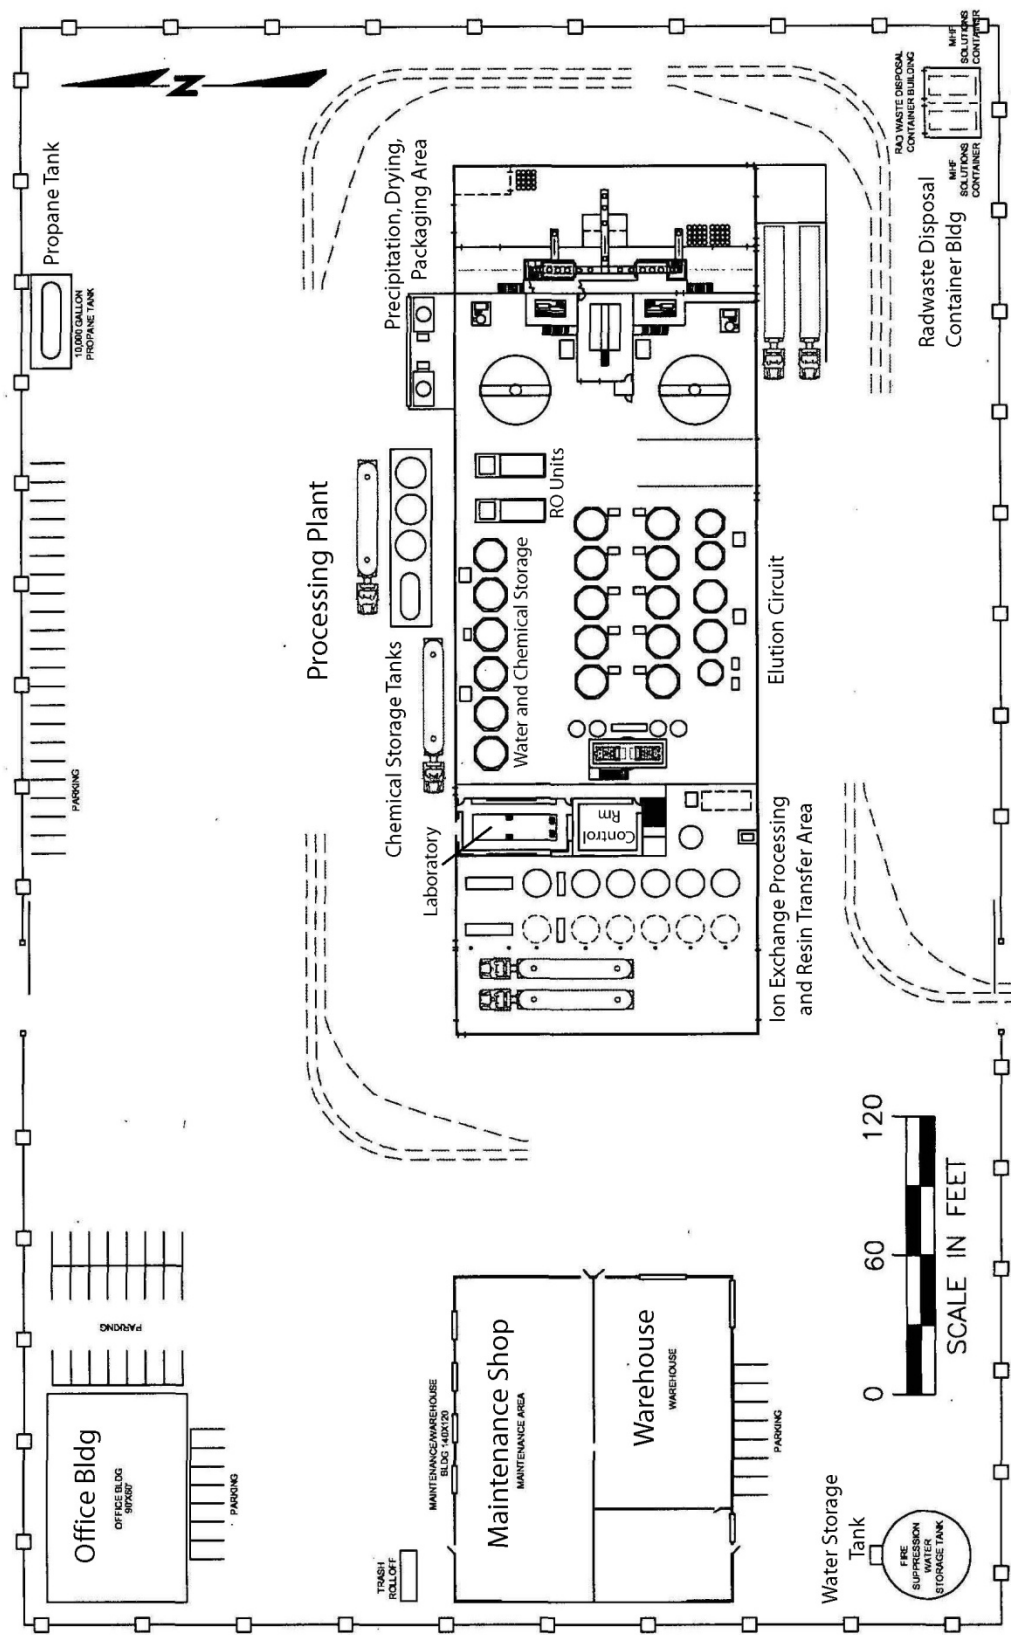 Office Bldg
OFFICE BLDG
90'X60'
PARKING
PARKING
PARKING
10,000 GALLON
PROPANE TANK
Propane Tank
N
Processing Plant
Chemical Storage Tanks
Precipitation, Drying,
Packaging Area
Laboratory
Water and Chemical Storage
RO Units
Control
Rm
TRASH
ROLLOFF
MAINTENANCE/WAREHOUSE
BLDG 140X120
Maintenance Shop
MAINTENANCE AREA
Warehouse
WAREHOUSE
PARKING
Ion Exchange Processing
and Resin Transfer Area
Elution Circuit
Water Storage
Tank
FIRE
SUPPRESSION
WATER
STORAGE TANK
0 60 120
SCALE IN FEET
Radwaste Disposal
Container Bldg
RAD WASTE DISPOSAL
CONTAINER BUILDING
MHF
SOLUTIONS
CONTAINER
MHF
SOLUTIONS
CONTAINER